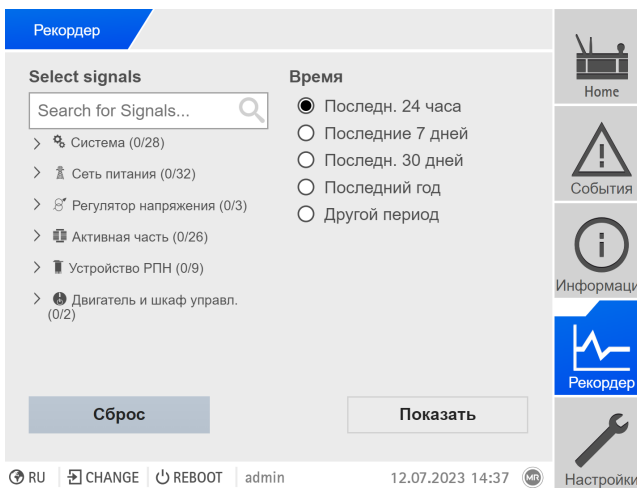 Рекордер
Select signals
Search for Signals...
Система (0/28)
Сеть питания (0/32)
Регулятор напряжения (0/3)
Активная часть (0/26)
Устройство РПН (0/9)
Двигатель и шкаф управл.
(0/2)
Время
Последн. 24 часа
Последние 7 дней
Последн. 30 дней
Последний год
Другой период
Сброс
Показать
Home
События
Информаци
Рекордер
Настройки
RU CHANGE REBOOT admin 12.07.2023 14:37 MR